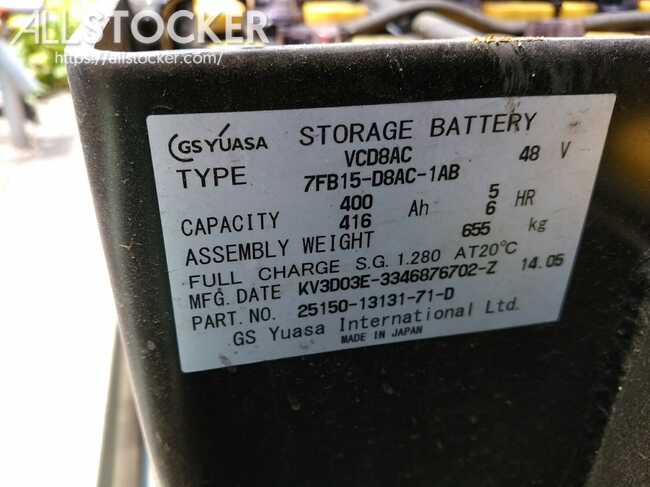 ALLSTOCKER
https://allstocker.com/
GS YUASA STORAGE BATTERY
VCD8AC 48 V
TYPE 7FB15-D8AC-1AB
400 5
CAPACITY Ah HR
416 6
ASSEMBLY WEIGHT 655 kg
FULL CHARGE S.G. 1.280 AT20℃
MFG. DATE KV3D03E-3346876702-Z 14.05
PART. NO. 25150-13131-71-D
GS Yuasa International Ltd.
MADE IN JAPAN